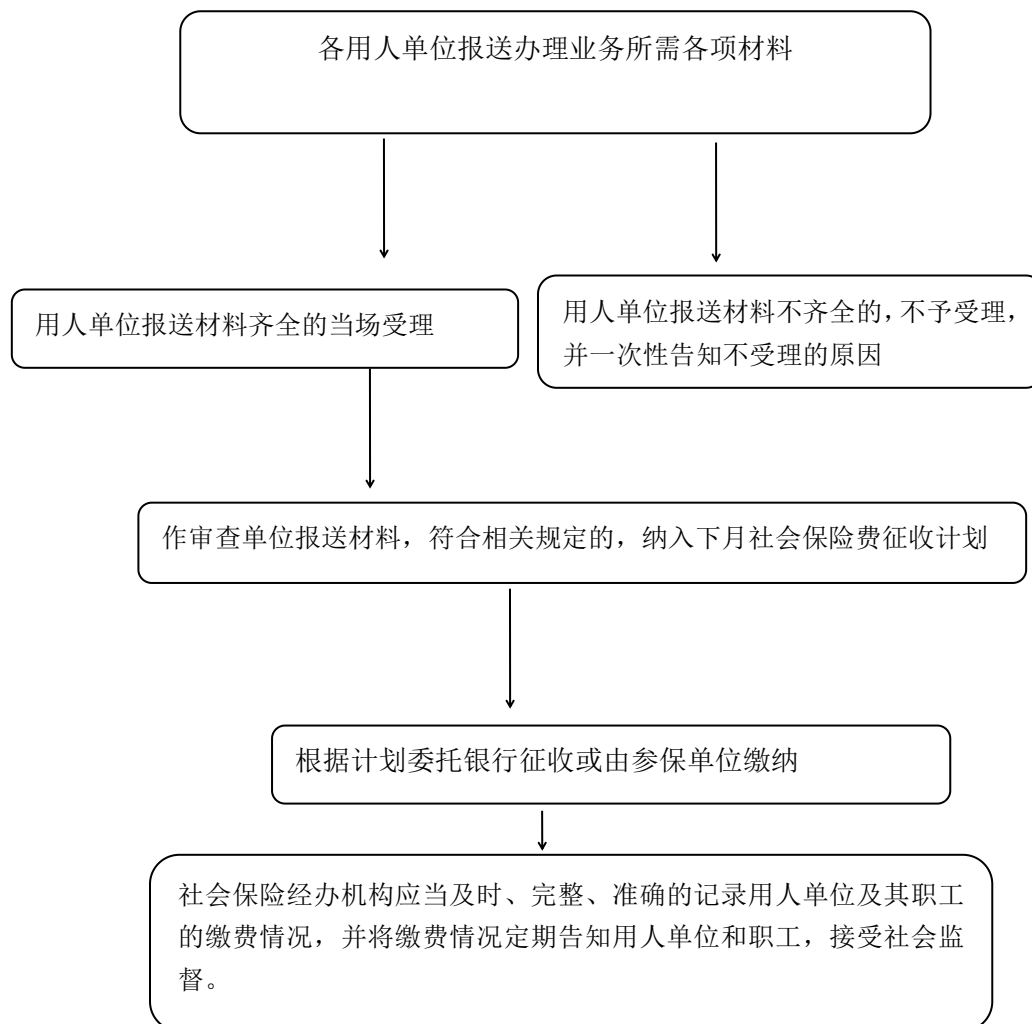 各用人单位报送办理业务所需各项材料
用人单位报送材料齐全的当场受理
用人单位报送材料不齐全的，不予受理，
并一次性告知不受理的原因
作审查单位报送材料，符合相关规定的，纳入下月社会保险费征收计划
根据计划委托银行征收或由参保单位缴纳
社会保险经办机构应当及时、完整、准确的记录用人单位及其职工
的缴费情况，并将缴费情况定期告知用人单位和职工，接受社会监
督。